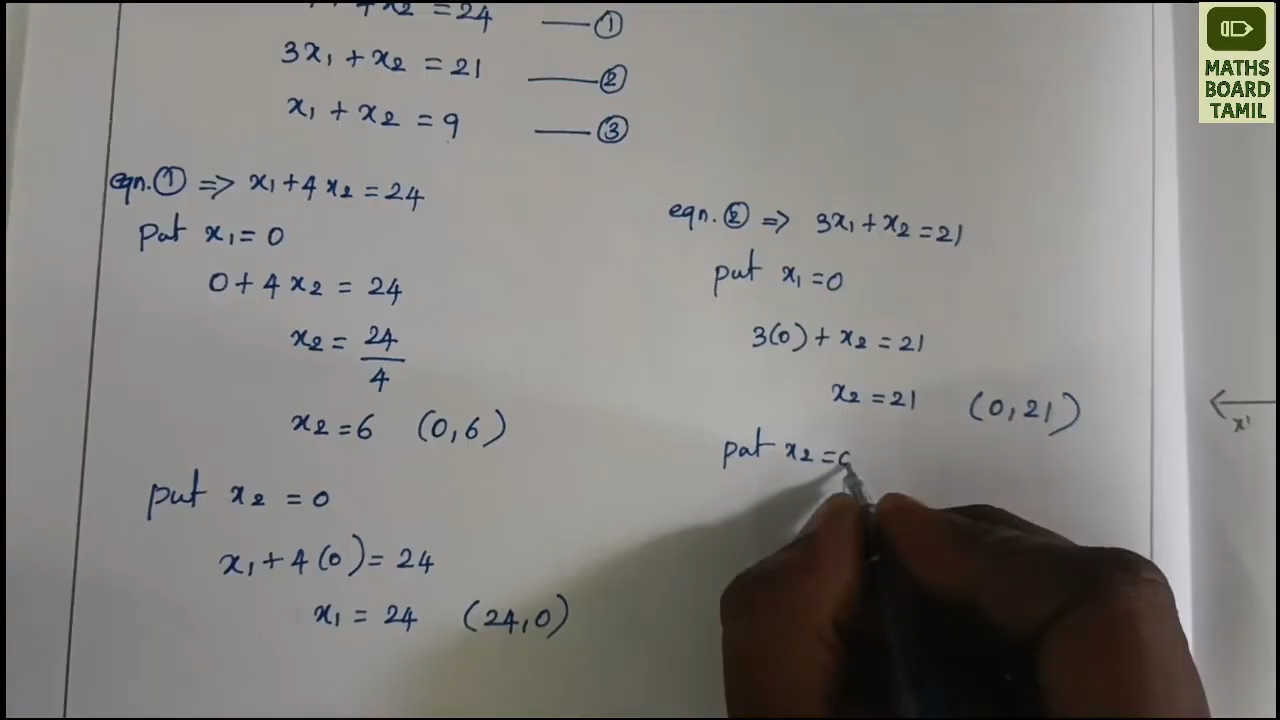 + 4x₂ = 24 —— ①
3x₁ + x₂ = 21 —— ②
x₁ + x₂ = 9 —— ③
eqn. ① => x₁ + 4x₂ = 24
put x₁ = 0
0 + 4x₂ = 24
x₂ = 24/4
x₂ = 6 (0,6)
put x₂ = 0
x₁ + 4(0) = 24
x₁ = 24 (24,0)
eqn. ② => 3x₁ + x₂ = 21
put x₁ = 0
3(0) + x₂ = 21
x₂ = 21 (0,21)
put x₂ =
x'
MATHS
BOARD
TAMIL